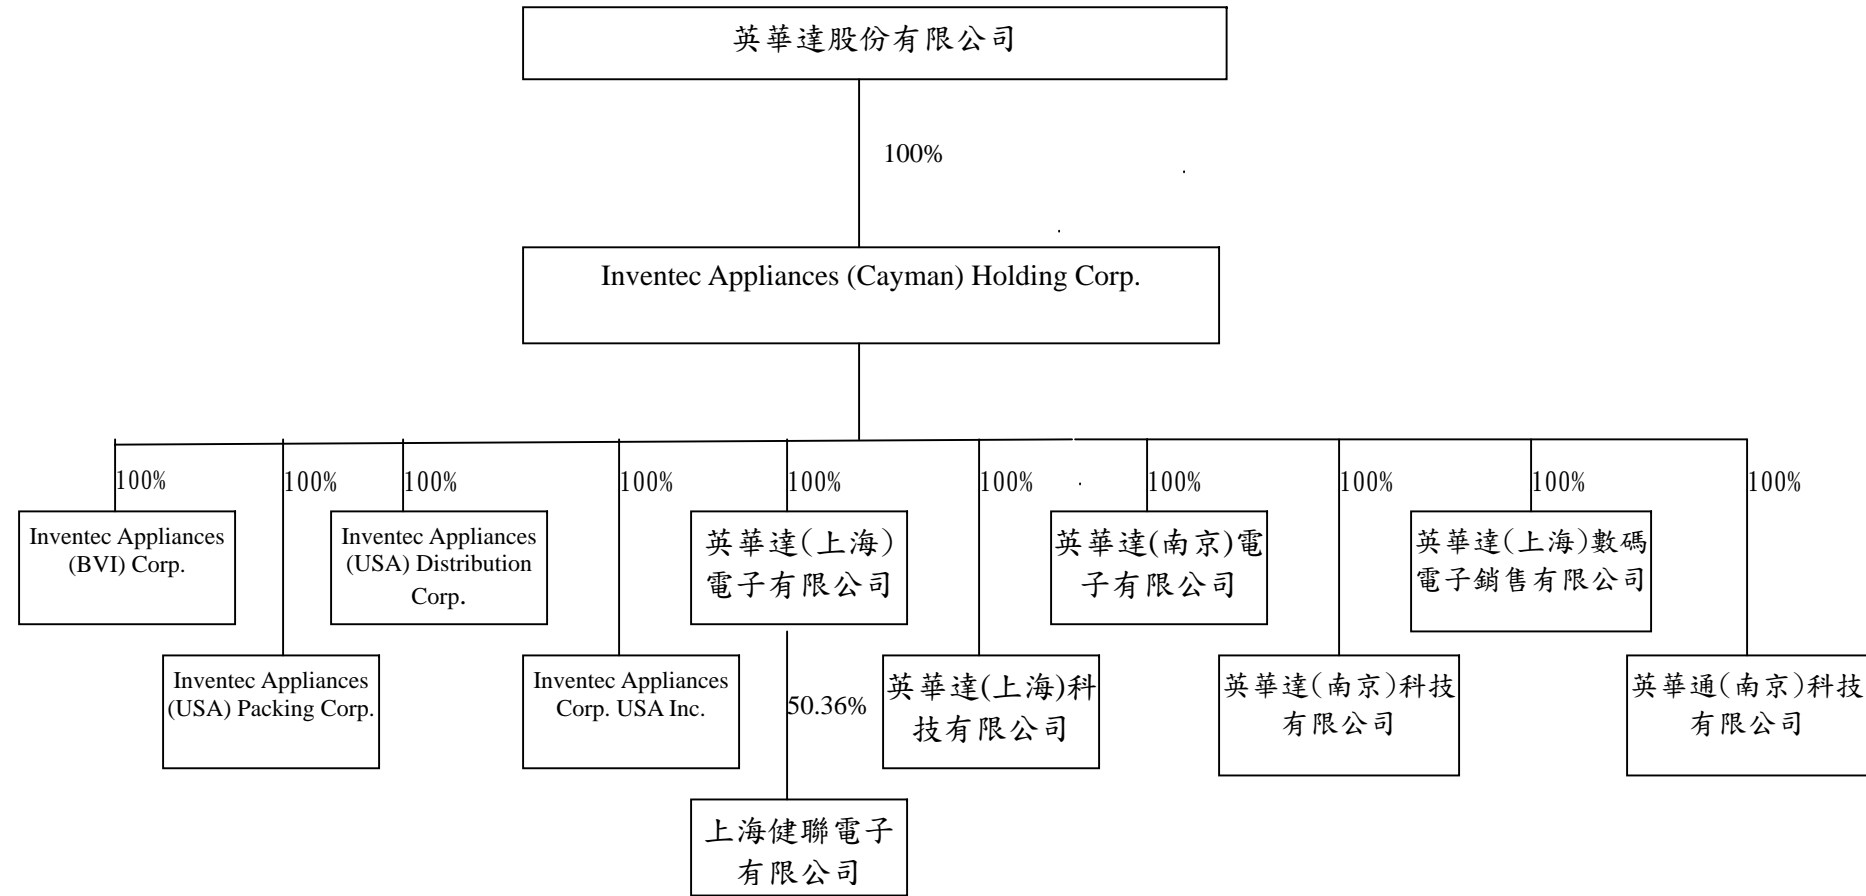 英華達股份有限公司
100%
Inventec Appliances (Cayman) Holding Corp.
100%
100%
100%
100%
100%
100%
100%
100%
100%
100%
Inventec Appliances
(BVI) Corp.
Inventec Appliances
(USA) Distribution
Corp.
英華達(上海)
電子有限公司
英華達(南京)電
子有限公司
英華達(上海)數碼
電子銷售有限公司
Inventec Appliances
(USA) Packing Corp.
Inventec Appliances
Corp. USA Inc.
50.36%
英華達(上海)科
技有限公司
英華達(南京)科技
有限公司
英華通(南京)科技
有限公司
上海健聯電子
有限公司